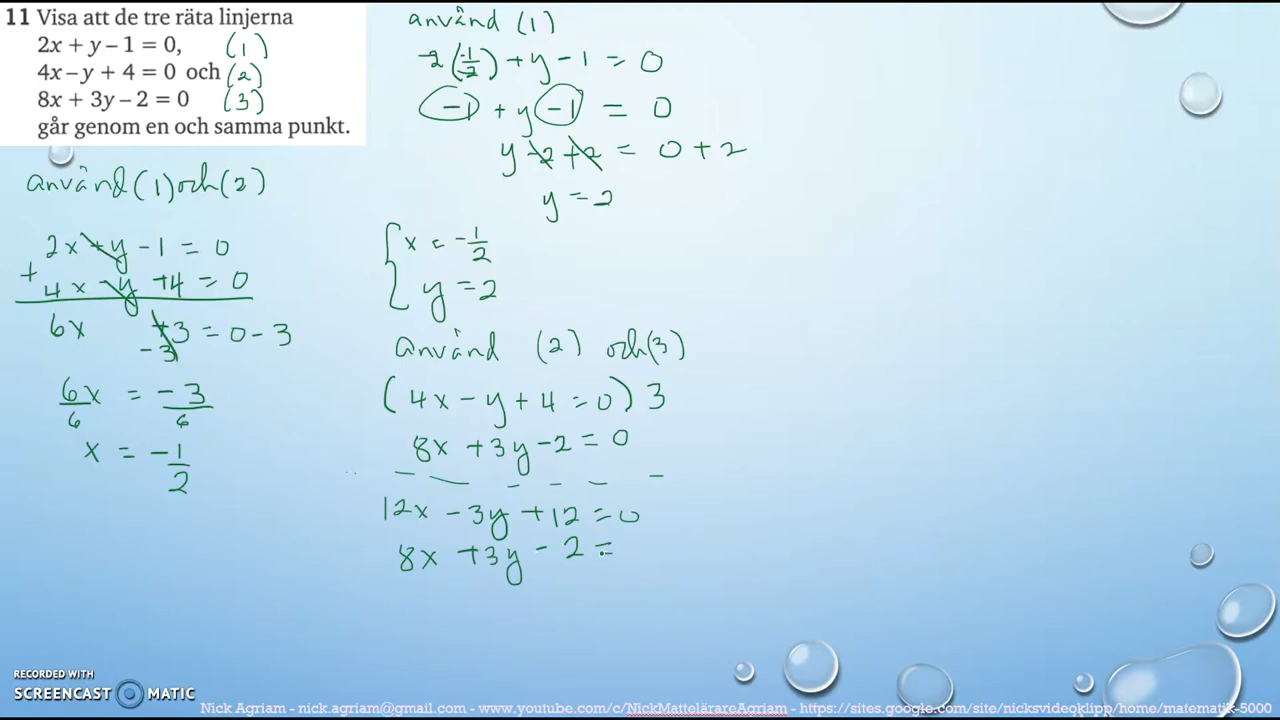 11 Visa att de tre räta linjerna
2x + y – 1 = 0, (1)
4x – y + 4 = 0 och (2)
8x + 3y – 2 = 0 (3)
går genom en och samma punkt.
använd (1) och (2)
2x + y - 1 = 0
+ 4x - y + 4 = 0
6x + 3 = 0 - 3
- 3
6x = - 3
6 6
x = - 1
2
använd (1)
2(-1/2) + y - 1 = 0
-1 + y -1 = 0
y - 2 + 2 = 0 + 2
y = 2
x = - 1/2
y = 2
använd (2) och (3)
(4x - y + 4 = 0) 3
8x + 3y - 2 = 0
12x - 3y + 12 = 0
8x + 3y - 2 =
RECORDED WITH
SCREENCAST MATIC
Nick Agriam - nick.agriam@gmail.com - www.youtube.com/c/NickMattelärareAgriam - https://sites.google.com/site/nicksvideoklipp/home/matematik-5000